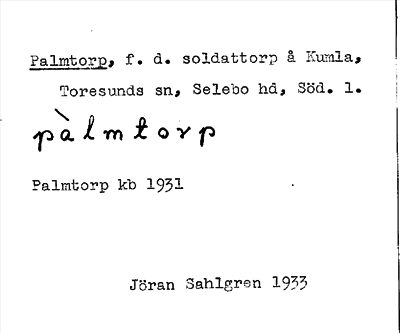 Palmtorp, f. d. soldattorp å Kumla,
Toresunds sn, Selebo hd, Söd. l.
pàlmtorp
Palmtorp kb 1931
Jöran Sahlgren 1933